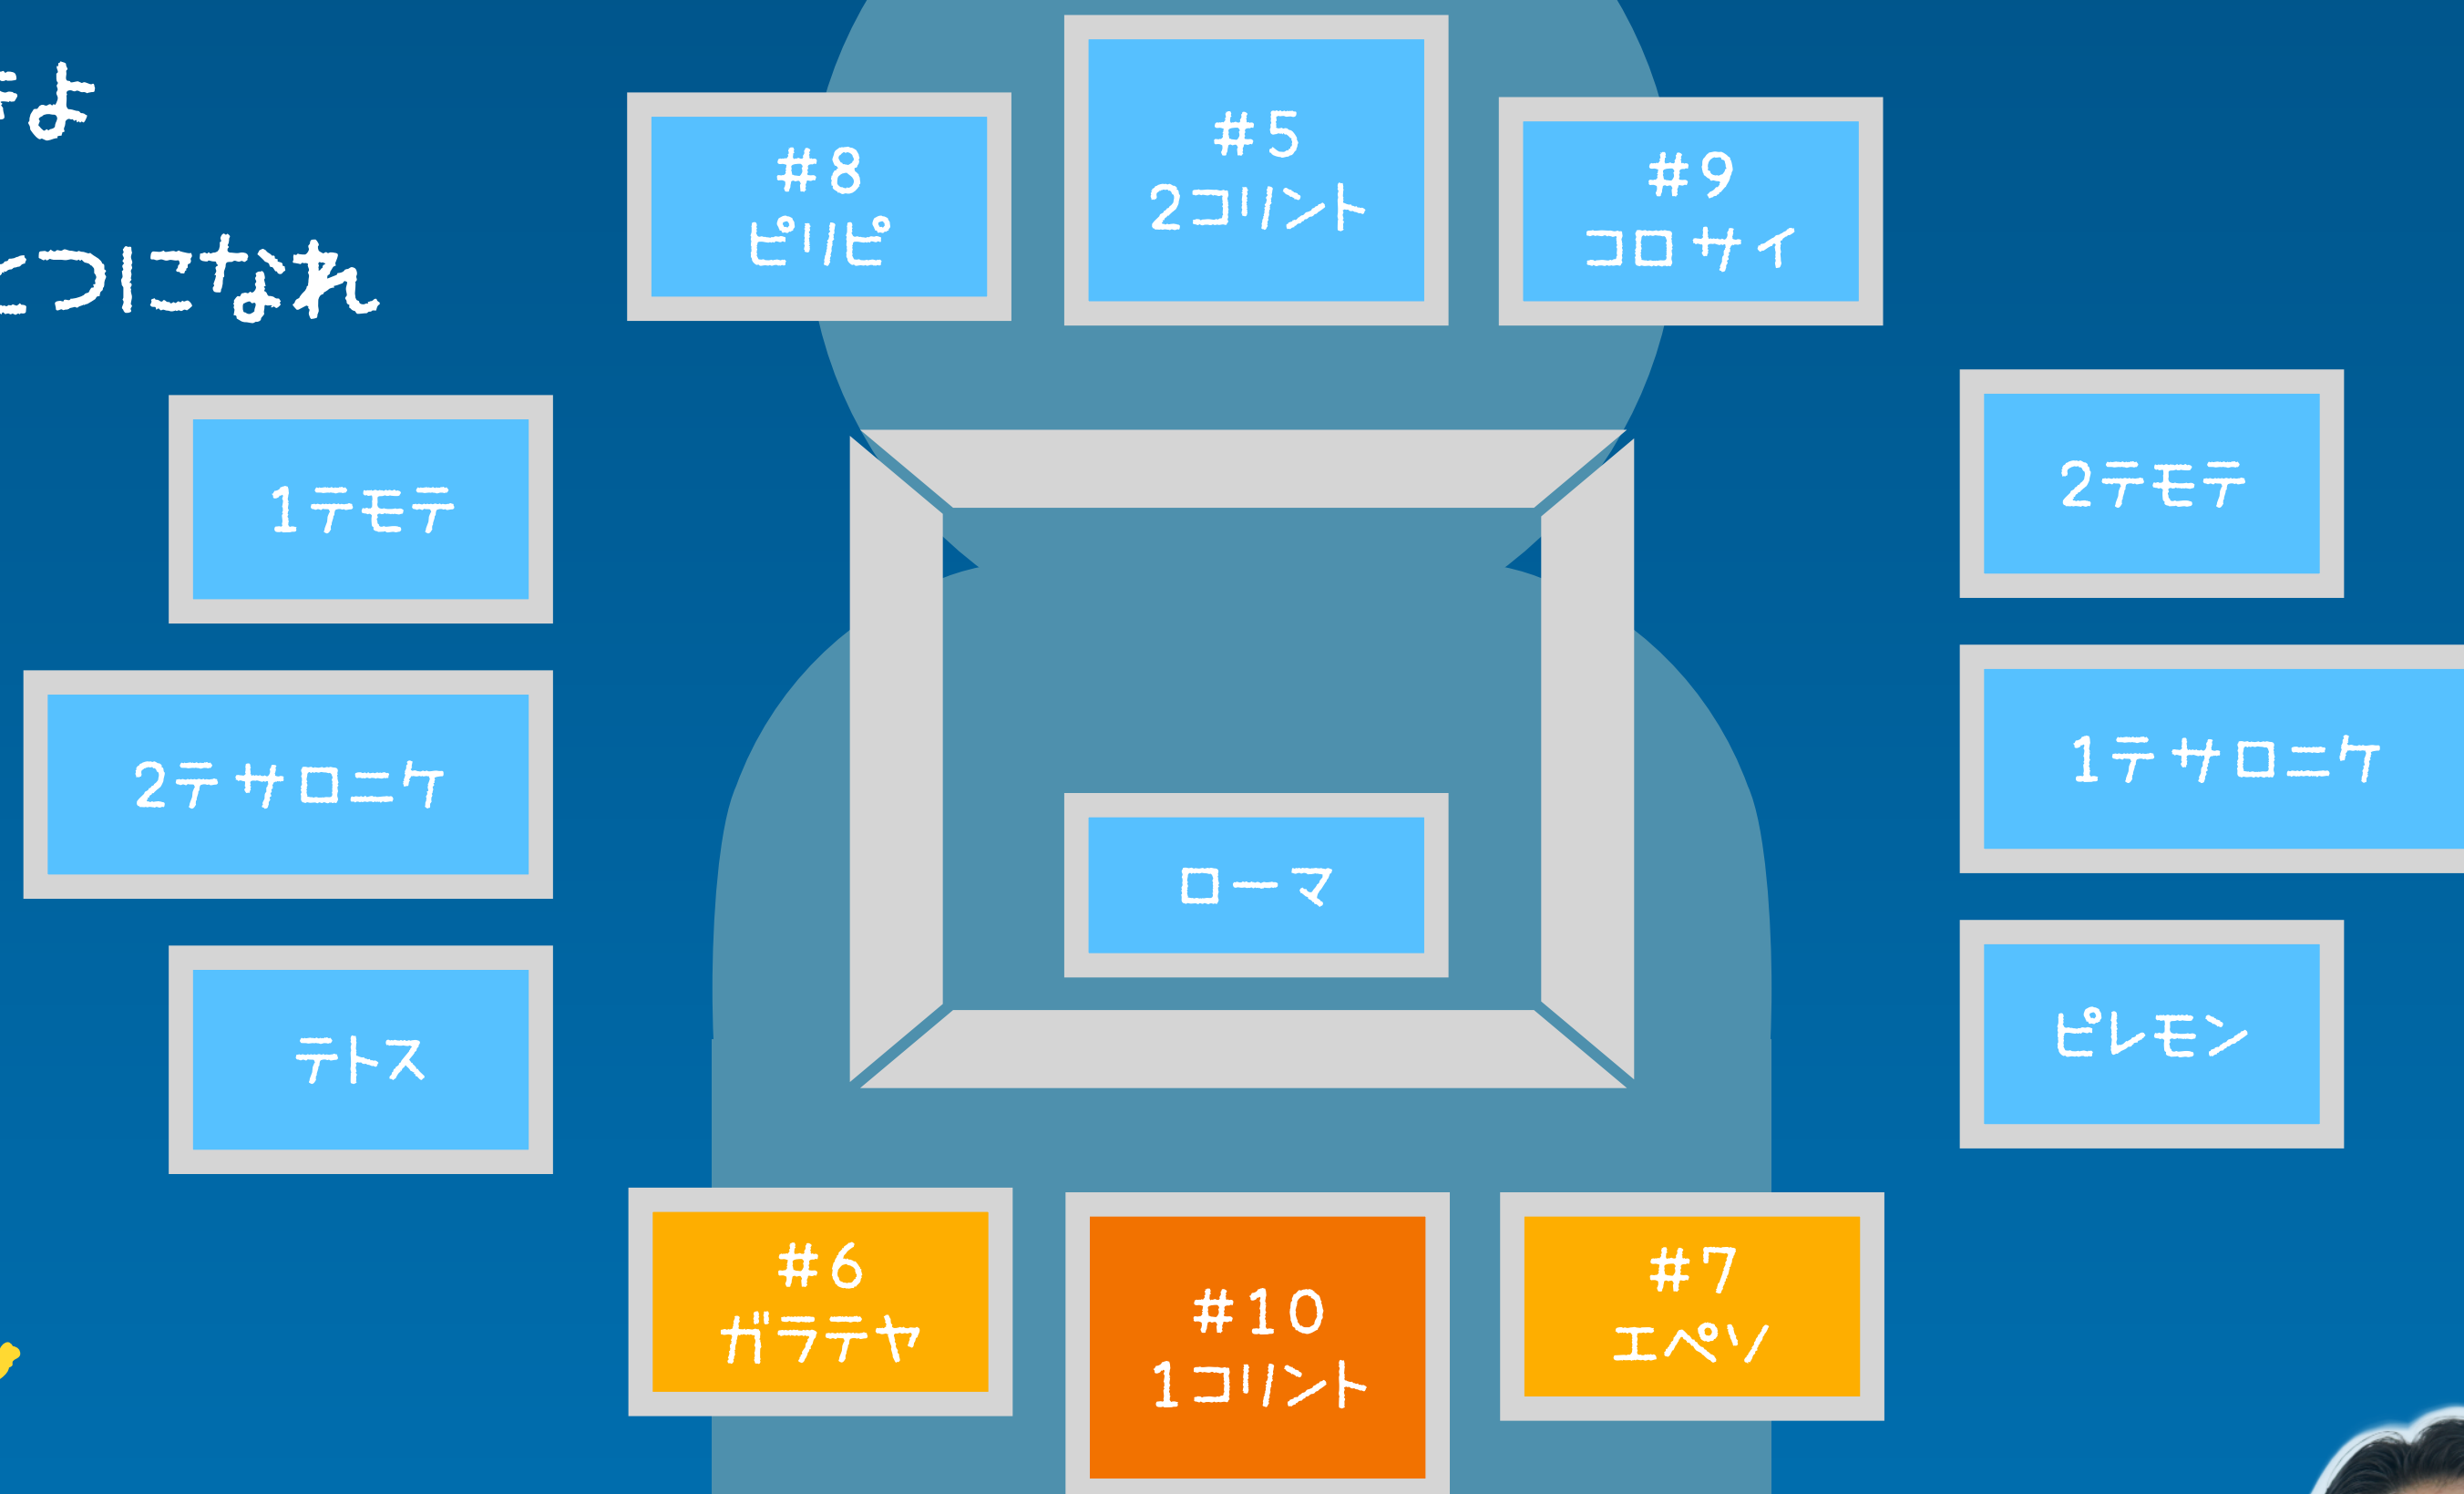 よ
つになれ
#8
ピリピ
#5
2コリント
#9
コロサイ
1テモテ
2テモテ
2テサロニケ
1テサロニケ
ローマ
テトス
ピレモン
#6
ガラテヤ
#10
1コリント
#7
エペソ